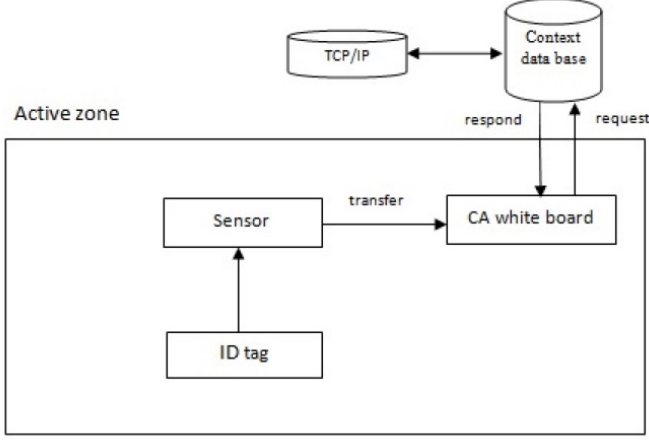 Context
data base
TCP/IP
Active zone
respond
request
transfer
Sensor
CA white board
ID tag